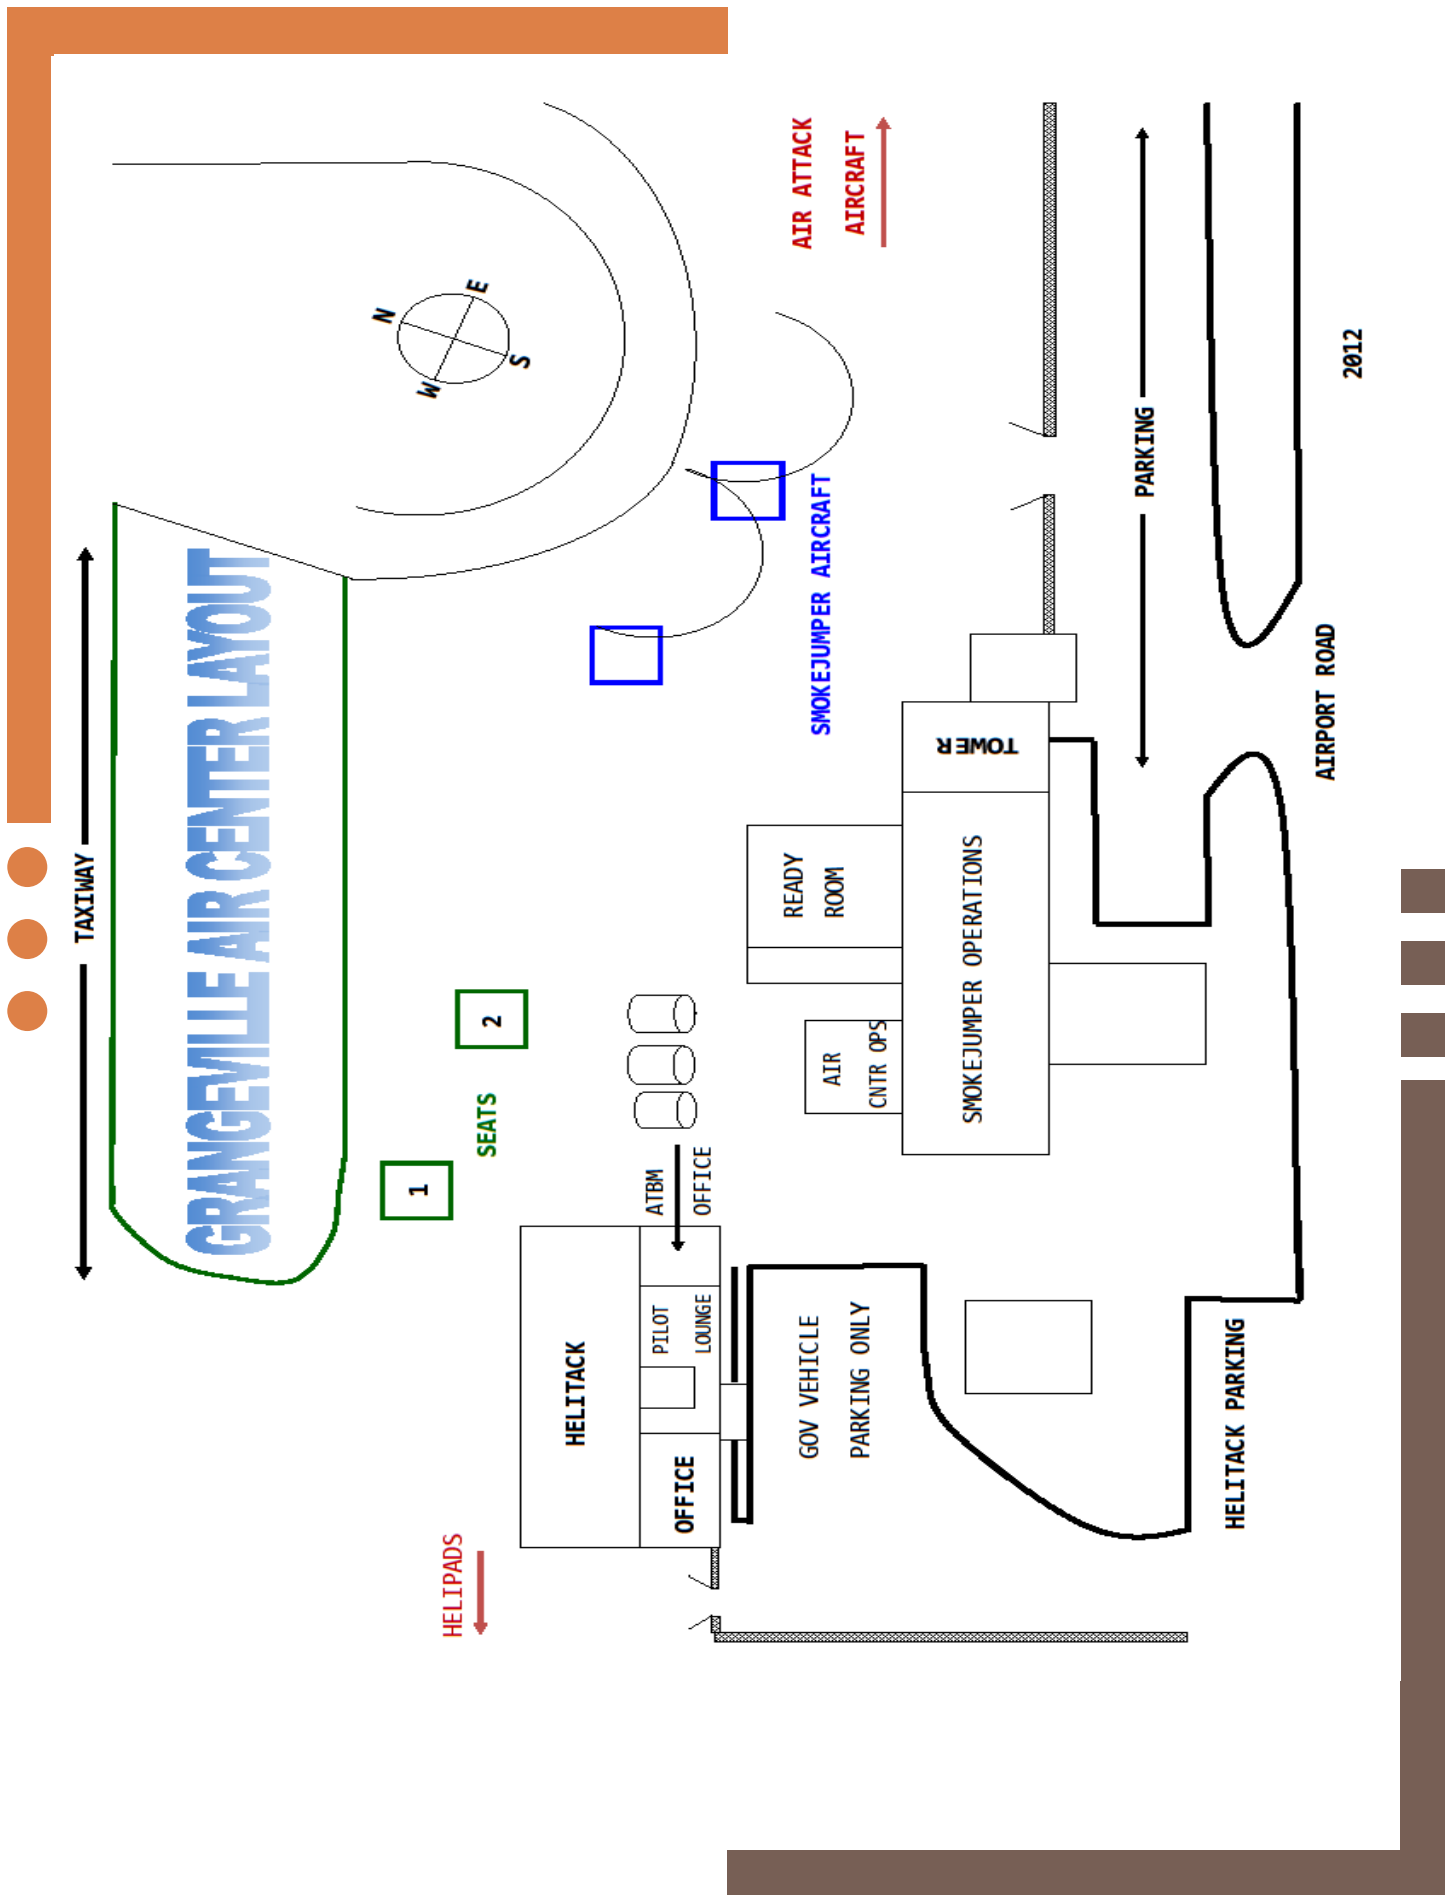 GRANGEVILLE AIR CENTER LAYOUT
TAXIWAY
N
E
S
W
AIR ATTACK
AIRCRAFT
SMOKEJUMPER AIRCRAFT
PARKING
2012
AIRPORT ROAD
TOWER
READY
ROOM
SMOKEJUMPER OPERATIONS
AIR
CNTR OPS
2
SEATS
1
ATBM
OFFICE
HELITACK
PILOT
LOUNGE
OFFICE
GOV VEHICLE
PARKING ONLY
HELITACK PARKING
HELIPADS